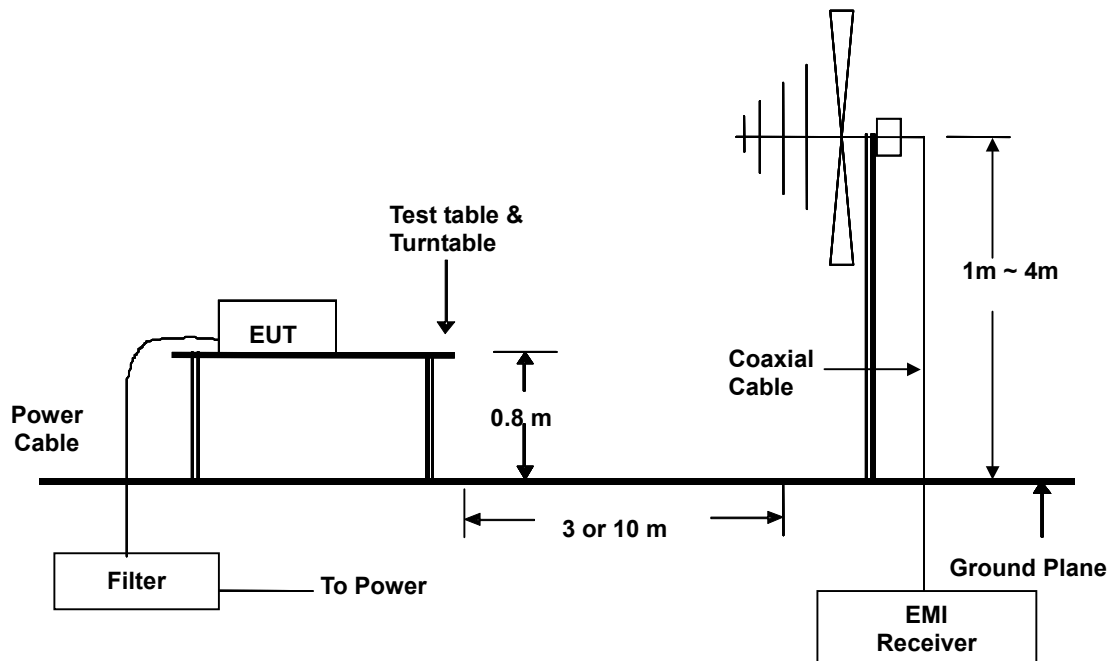 Test table &
Turntable
EUT
1m ~ 4m
Coaxial
Cable
0.8 m
Power
Cable
3 or 10 m
Filter
To Power
Ground Plane
EMI
Receiver